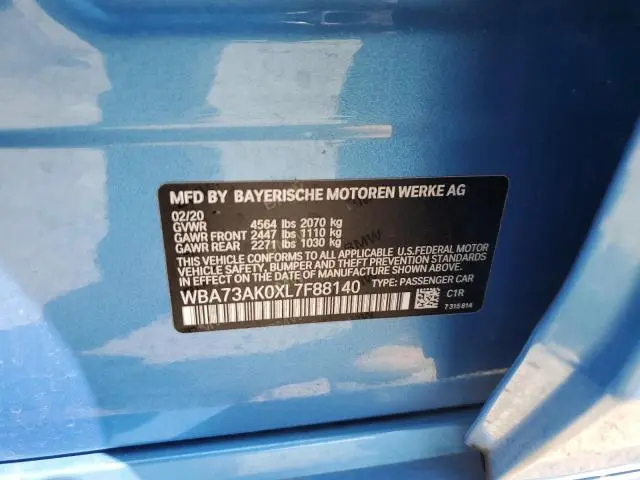 MFD BY BAYERISCHE MOTOREN WERKE AG
02/20
GVWR 4564 lbs 2070 kg
GAWR FRONT 2447 lbs 1110 kg
GAWR REAR 2271 lbs 1030 kg
THIS VEHICLE CONFORMS TO ALL APPLICABLE U.S.FEDERAL MOTOR
VEHICLE SAFETY, BUMPER, AND THEFT PREVENTION STANDARDS
IN EFFECT ON THE DATE OF MANUFACTURE SHOWN ABOVE.
WBA73AK0XL7F88140 TYPE: PASSENGER CAR
C1R
7 315 814